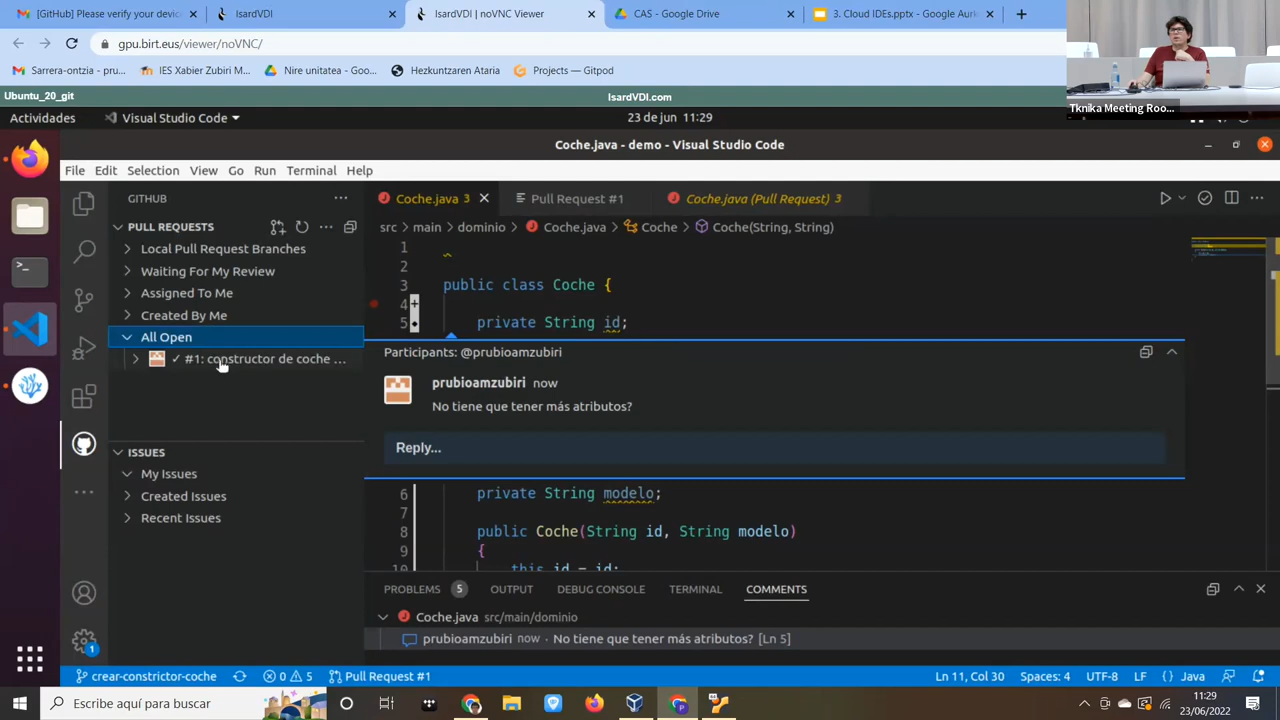 [GitHub] Please verify your devic
IsardVDI
IsardVDI | noVNC Viewer
CAS - Google Drive
3. Cloud IDEs.pptx - Google Aurk
gpu.birt.eus/viewer/noVNC/
Sarrera-ontzia - pru...
IES Xabier Zubiri M...
Nire unitatea - Goo...
Hezkuntzaren Ataria
Projects — Gitpod
Tknika Meeting Roo...
Ubuntu_20_git
IsardVDI.com
Actividades
Visual Studio Code
23 de jun 11:29
Coche.java - demo - Visual Studio Code
File Edit Selection View Go Run Terminal Help
GITHUB
Coche.java 3
Pull Request #1
Coche.java (Pull Request) 3
PULL REQUESTS
src > main > dominio > Coche.java > Coche > Coche(String, String)
Local Pull Request Branches
Waiting For My Review
Assigned To Me
Created By Me
All Open
✓ #1: constructor de coche ...
ISSUES
My Issues
Created Issues
Recent Issues
1
2
3 public class Coche {
4
5 private String id;
Participants: @prubioamzubiri
prubioamzubiri now
No tiene que tener más atributos?
Reply...
6 private String modelo;
7
8 public Coche(String id, String modelo)
9 {
10 this id = id;
PROBLEMS 5 OUTPUT DEBUG CONSOLE TERMINAL COMMENTS
Coche.java src/main/dominio
prubioamzubiri now · No tiene que tener más atributos? [Ln 5]
1
crear-constrictor-coche 0 5 Pull Request #1 Ln 11, Col 30 Spaces: 4 UTF-8 LF {} Java
Escribe aquí para buscar
11:29
23/06/2022